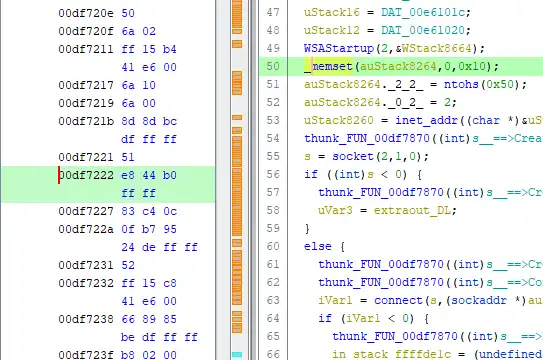 00df720e 50
00df720f 6a 02
00df7211 ff 15 b4
41 e6 00
00df7217 6a 10
00df7219 6a 00
00df721b 8d 8d bc
df ff ff
00df7221 51
00df7222 e8 44 b0
ff ff
00df7227 83 c4 0c
00df722a 0f b7 95
24 de ff ff
00df7231 52
00df7232 ff 15 c8
41 e6 00
00df7238 66 89 85
be df ff ff
00df723f b8 02 00
47 uStack16 = DAT_00e6101c;
48 uStack12 = DAT_00e61020;
49 WSAStartup(2,&WStack8664);
50 _memset(auStack8264,0,0x10);
51 auStack8264._2_2_ = ntohs(0x50);
52 auStack8264._0_2_ = 2;
53 uStack8260 = inet_addr((char *)&uS
54 thunk_FUN_00df7870((int)s__==>Crea
55 s = socket(2,1,0);
56 if ((int)s < 0) {
57 thunk_FUN_00df7870((int)s__==>Cr
58 uVar3 = extraout_DL;
59 }
60 else {
61 thunk_FUN_00df7870((int)s__==>Cr
62 thunk_FUN_00df7870((int)s__==>Co
63 iVar1 = connect(s,(sockaddr *)au
64 if (iVar1 < 0) {
65 thunk_FUN_00df7870((int)s__==>
66 in_stack_ffffde1c = (undefined